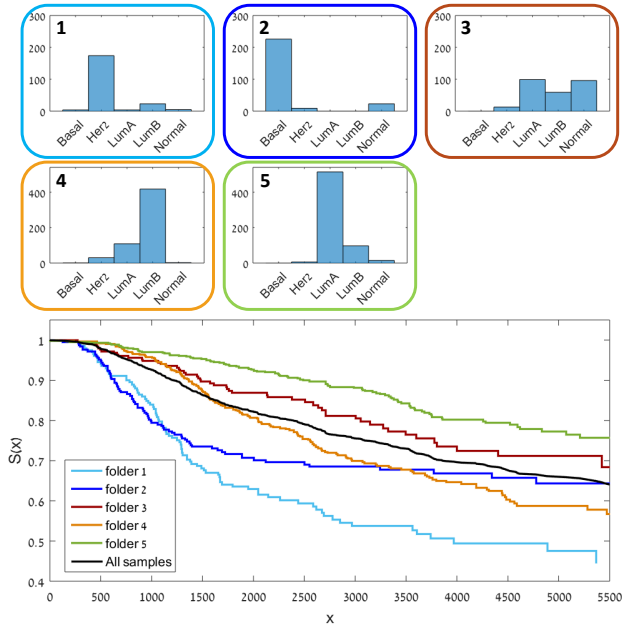 1
300
200
100
0
Basal
Her2
LumA
LumB
Normal
2
300
200
100
0
Basal
Her2
LumA
LumB
Normal
3
300
200
100
0
Basal
Her2
LumA
LumB
Normal
4
400
200
0
Basal
Her2
LumA
LumB
Normal
5
400
200
0
Basal
Her2
LumA
LumB
Normal
S(x)
1
0.9
0.8
0.7
0.6
0.5
0.4
folder 1
folder 2
folder 3
folder 4
folder 5
All samples
0 500 1000 1500 2000 2500 3000 3500 4000 4500 5000 5500
x